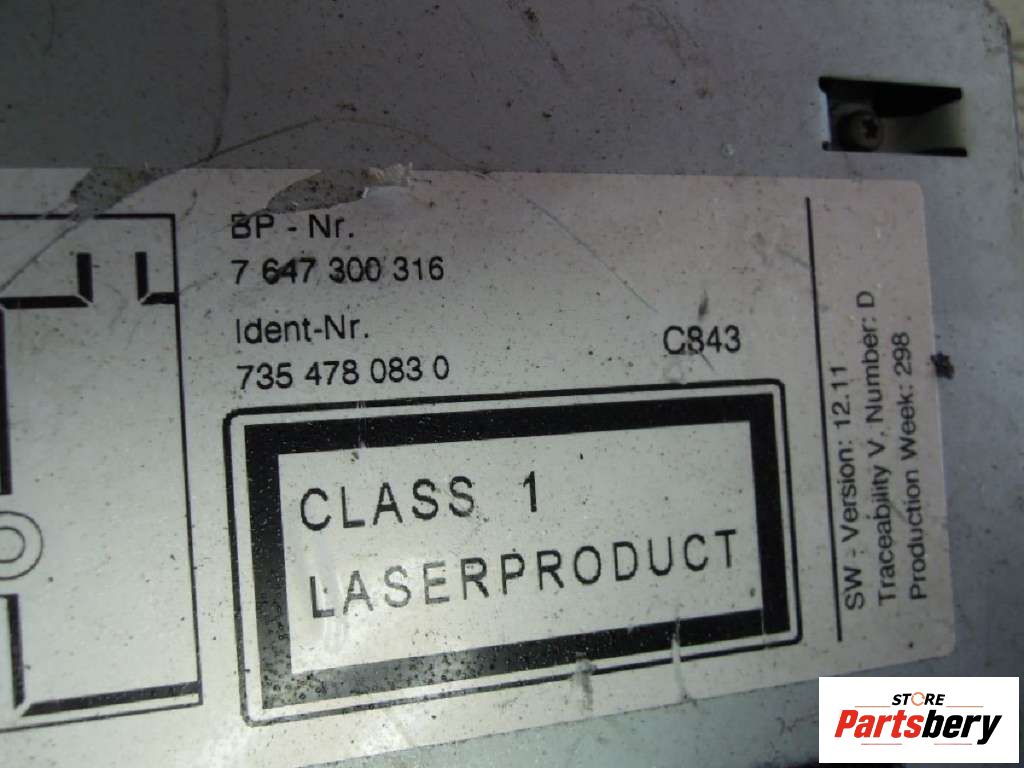 BP - Nr.
7 647 300 316
Ident-Nr.
735 478 083 0
C843
CLASS 1
LASERPRODUCT
SW - Version: 12.11
Traceability V. Number: D
Production Week: 298
STORE
Partsbery